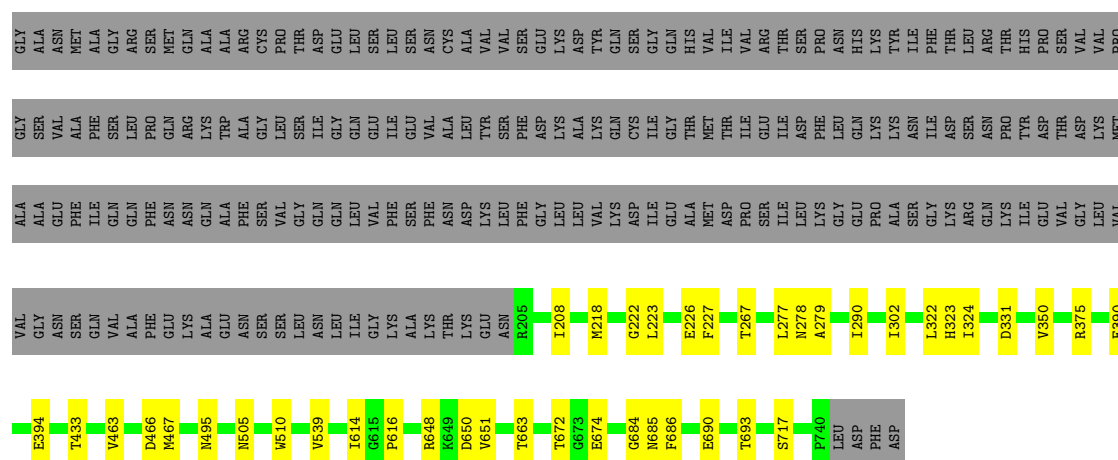 GLY ALA ASN MET ALA GLY ARG SER MET GLN ALA ALA ARG CYS PRO THR ASP GLU LEU SER LEU SER ASN CYS ALA VAL VAL SER GLU LYS ASP TYR GLN SER GLY GLN HIS VAL ILE VAL ARG THR SER PRO ASN HIS LYS TYR ILE PHE THR LEU ARG THR HIS PRO SER VAL VAL PRO
GLY SER VAL ALA PHE SER LEU PRO GLN ARG LYS TRP ALA GLY LEU SER ILE GLY GLN GLU ILE GLU VAL ALA LEU TYR SER PHE ASP LYS ALA LYS GLN CYS ILE GLY THR MET THR ILE GLU ILE ASP PHE LEU GLN LYS LYS ASN ILE ASP SER ASN PRO TYR ASP THR ASP LYS MET
ALA ALA GLU PHE ILE GLN GLN PHE ASN ASN GLN ALA PHE SER VAL GLY GLN GLN LEU VAL PHE SER PHE ASN ASP LYS LEU PHE GLY LEU LEU VAL LYS ASP ILE GLU ALA MET ASP PRO SER ILE LEU LYS GLY GLU PRO ALA SER GLY LYS ARG GLN LYS ILE GLU VAL GLY LEU VAL
VAL GLY ASN SER GLN VAL ALA PHE GLU LYS ALA GLU ASN SER SER LEU ASN LEU ILE GLY LYS ALA LYS THR LYS GLU ASN R205 I208 M218 G222 L223 E226 F227 T267 L277 N278 A279 I290 I302 L322 H323 I324 D331 V350 R375 F390
E394 T433 V463 D466 M467 N495 N505 W510 V539 I614 G615 P616 R648 K649 D650 V651 T663 T672 G673 E674 G684 N685 F686 E690 T693 S717 P740 LEU ASP PHE ASP